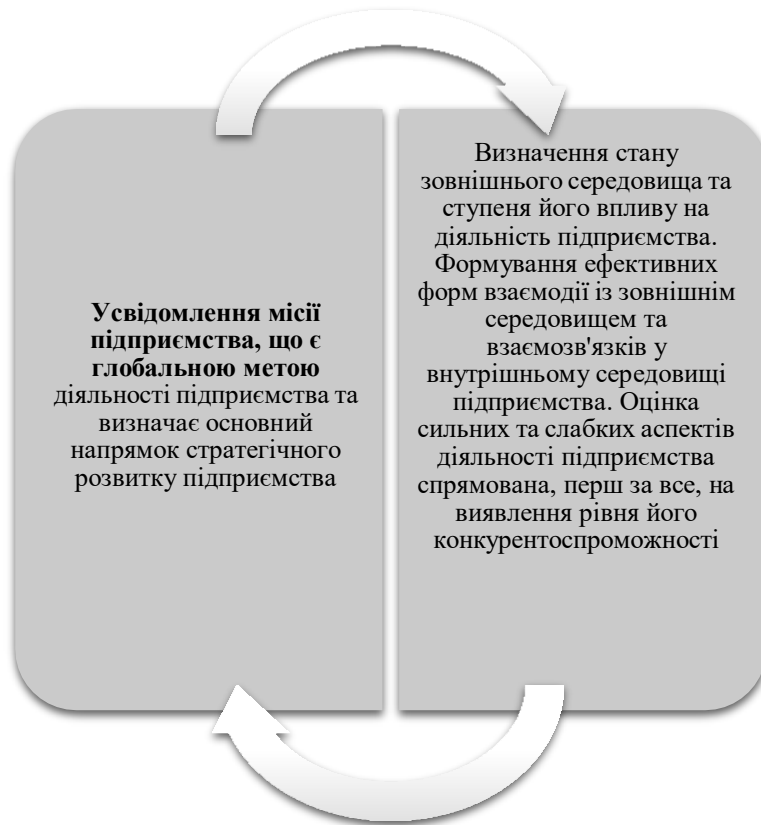 Усвідомлення місії
підприємства, що є
глобальною метою
діяльності підприємства та
визначає основний
напрямок стратегічного
розвитку підприємства
Визначення стану
зовнішнього середовища та
ступеня його впливу на
діяльність підприємства.
Формування ефективних
форм взаємодії із зовнішнім
середовищем та
взаємозв'язків у
внутрішньому середовищі
підприємства. Оцінка
сильних та слабких аспектів
діяльності підприємства
спрямована, перш за все, на
виявлення рівня його
конкурентоспроможності